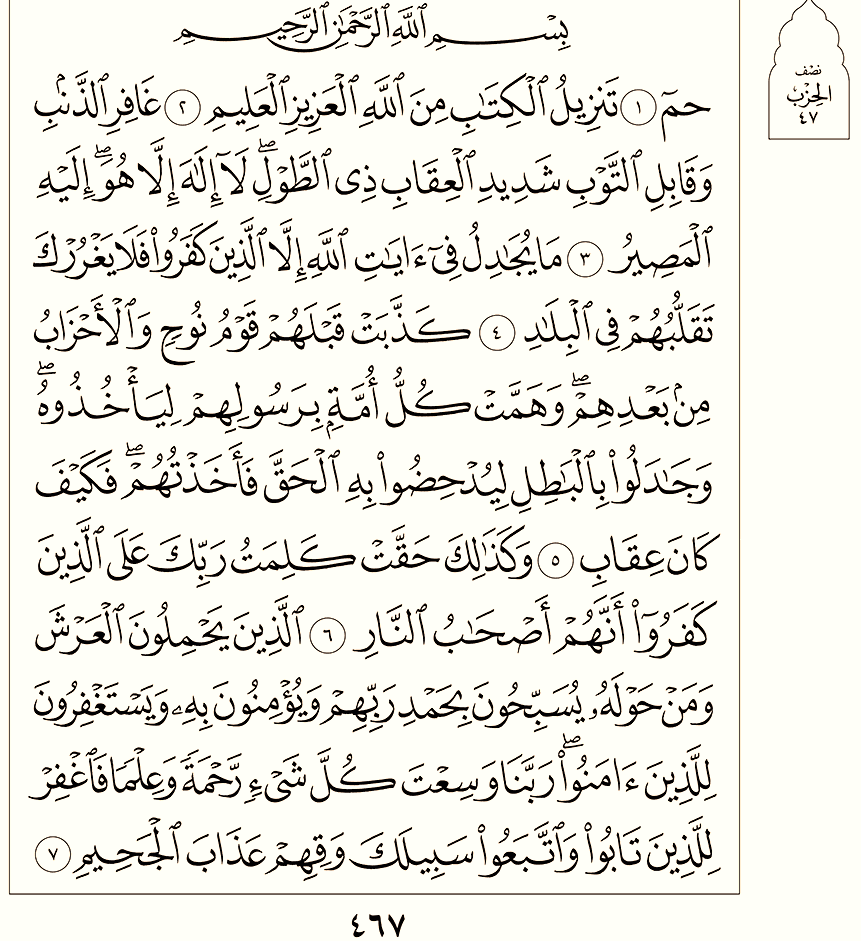 بِسْمِ ٱللَّهِ ٱلرَّحْمَٰنِ ٱلرَّحِيمِ
حمٓ ١ تَنزِيلُ ٱلْكِتَٰبِ مِنَ ٱللَّهِ ٱلْعَزِيزِ ٱلْعَلِيمِ ٢ غَافِرِ ٱلذَّنۢبِ
وَقَابِلِ ٱلتَّوْبِ شَدِيدِ ٱلْعِقَابِ ذِى ٱلطَّوْلِۖ لَآ إِلَٰهَ إِلَّا هُوَۖ إِلَيْهِ
ٱلْمَصِيرُ ٣ مَا يُجَٰدِلُ فِىٓ ءَايَٰتِ ٱللَّهِ إِلَّا ٱلَّذِينَ كَفَرُوا۟ فَلَا يَغْرُرْكَ
تَقَلُّبُهُمْ فِى ٱلْبِلَٰدِ ٤ كَذَّبَتْ قَبْلَهُمْ قَوْمُ نُوحٍ وَٱلْأَحْزَابُ
مِنۢ بَعْدِهِمْۖ وَهَمَّتْ كُلُّ أُمَّةٍۭ بِرَسُولِهِمْ لِيَأْخُذُوهُۖ
وَجَٰدَلُوا۟ بِٱلْبَٰطِلِ لِيُدْحِضُوا۟ بِهِ ٱلْحَقَّ فَأَخَذْتُهُمْۖ فَكَيْفَ
كَانَ عِقَابِ ٥ وَكَذَٰلِكَ حَقَّتْ كَلِمَتُ رَبِّكَ عَلَى ٱلَّذِينَ
كَفَرُوٓا۟ أَنَّهُمْ أَصْحَٰبُ ٱلنَّارِ ٦ ٱلَّذِينَ يَحْمِلُونَ ٱلْعَرْشَ
وَمَنْ حَوْلَهُۥ يُسَبِّحُونَ بِحَمْدِ رَبِّهِمْ وَيُؤْمِنُونَ بِهِۦ وَيَسْتَغْفِرُونَ
لِلَّذِينَ ءَامَنُوا۟ۖ رَبَّنَا وَسِعْتَ كُلَّ شَىْءٍ رَّحْمَةً وَعِلْمًا فَٱغْفِرْ
لِلَّذِينَ تَابُوا۟ وَٱتَّبَعُوا۟ سَبِيلَكَ وَقِهِمْ عَذَابَ ٱلْجَحِيمِ ٧
نصف
الحِزْب
٤٧
٤٦٧